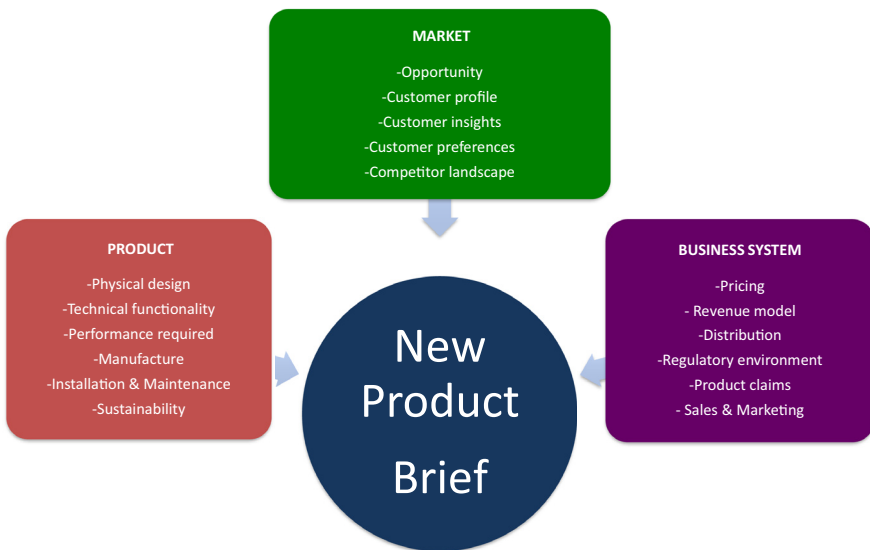 MARKET
-Opportunity
-Customer profile
-Customer insights
-Customer preferences
-Competitor landscape
PRODUCT
-Physical design
-Technical functionality
-Performance required
-Manufacture
-Installation & Maintenance
-Sustainability
New
Product
Brief
BUSINESS SYSTEM
-Pricing
- Revenue model
-Distribution
-Regulatory environment
-Product claims
- Sales & Marketing